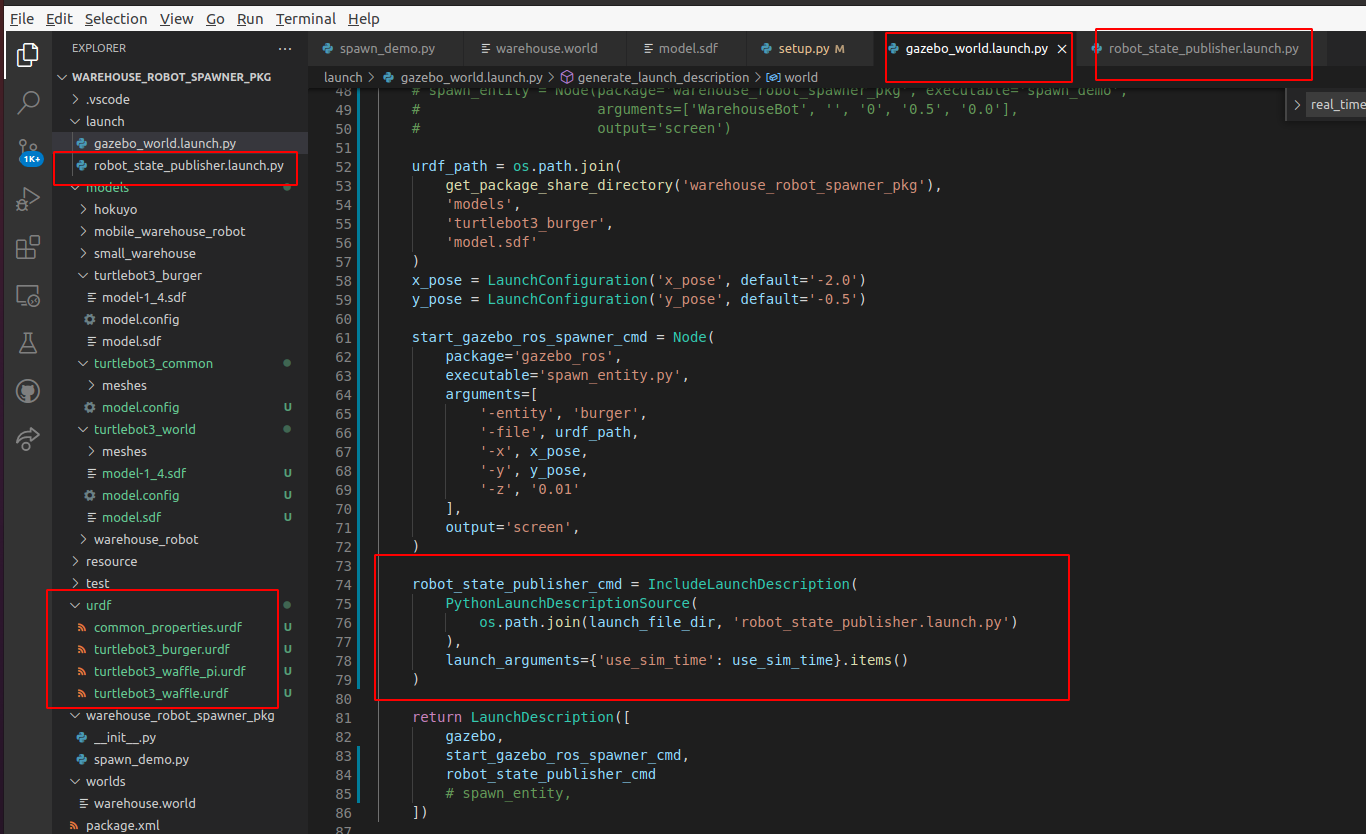 File Edit Selection View Go Run Terminal Help
EXPLORER
WAREHOUSE_ROBOT_SPAWNER_PKG
.vscode
launch
gazebo_world.launch.py
robot_state_publisher.launch.py
models
hokuyo
mobile_warehouse_robot
small_warehouse
turtlebot3_burger
model-1_4.sdf
model.config
model.sdf
turtlebot3_common
meshes
model.config U
turtlebot3_world
meshes
model-1_4.sdf U
model.config U
model.sdf U
warehouse_robot
resource
test
urdf
common_properties.urdf U
turtlebot3_burger.urdf U
turtlebot3_waffle_pi.urdf U
turtlebot3_waffle.urdf U
warehouse_robot_spawner_pkg
__init__.py
spawn_demo.py
worlds
warehouse.world
package.xml
1K+
spawn_demo.py warehouse.world model.sdf setup.py M gazebo_world.launch.py robot_state_publisher.launch.py
launch > gazebo_world.launch.py > generate_launch_description > world
real_time
48 # spawn_entity = Node(package='warehouse_robot_spawner_pkg', executable='spawn_demo',
49 # arguments=['WarehouseBot', '', '0', '0.5', '0.0'],
50 # output='screen')
51
52 urdf_path = os.path.join(
53 get_package_share_directory('warehouse_robot_spawner_pkg'),
54 'models',
55 'turtlebot3_burger',
56 'model.sdf'
57 )
58 x_pose = LaunchConfiguration('x_pose', default='-2.0')
59 y_pose = LaunchConfiguration('y_pose', default='-0.5')
60
61 start_gazebo_ros_spawner_cmd = Node(
62 package='gazebo_ros',
63 executable='spawn_entity.py',
64 arguments=[
65 '-entity', 'burger',
66 '-file', urdf_path,
67 '-x', x_pose,
68 '-y', y_pose,
69 '-z', '0.01'
70 ],
71 output='screen',
72 )
73
74 robot_state_publisher_cmd = IncludeLaunchDescription(
75 PythonLaunchDescriptionSource(
76 os.path.join(launch_file_dir, 'robot_state_publisher.launch.py')
77 ),
78 launch_arguments={'use_sim_time': use_sim_time}.items()
79 )
80
81 return LaunchDescription([
82 gazebo,
83 start_gazebo_ros_spawner_cmd,
84 robot_state_publisher_cmd
85 # spawn_entity,
86 ])
87